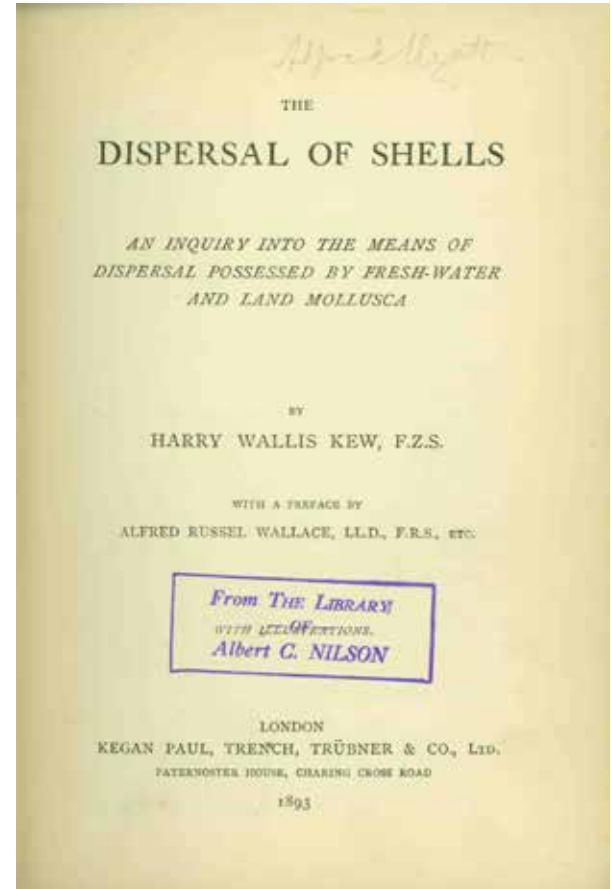 THE
DISPERSAL OF SHELLS
AN INQUIRY INTO THE MEANS OF
DISPERSAL POSSESSED BY FRESH-WATER
AND LAND MOLLUSCA
BY
HARRY WALLIS KEW, F.Z.S.
WITH A PREFACE BY
ALFRED RUSSEL WALLACE, LL.D., F.R.S., ETC.
From THE LIBRARY
OF
WITH ILLUSTRATIONS.
Albert C. NILSON
LONDON
KEGAN PAUL, TRENCH, TRÜBNER & CO., LTD.
PATERNOSTER HOUSE, CHARING CROSS ROAD
1893